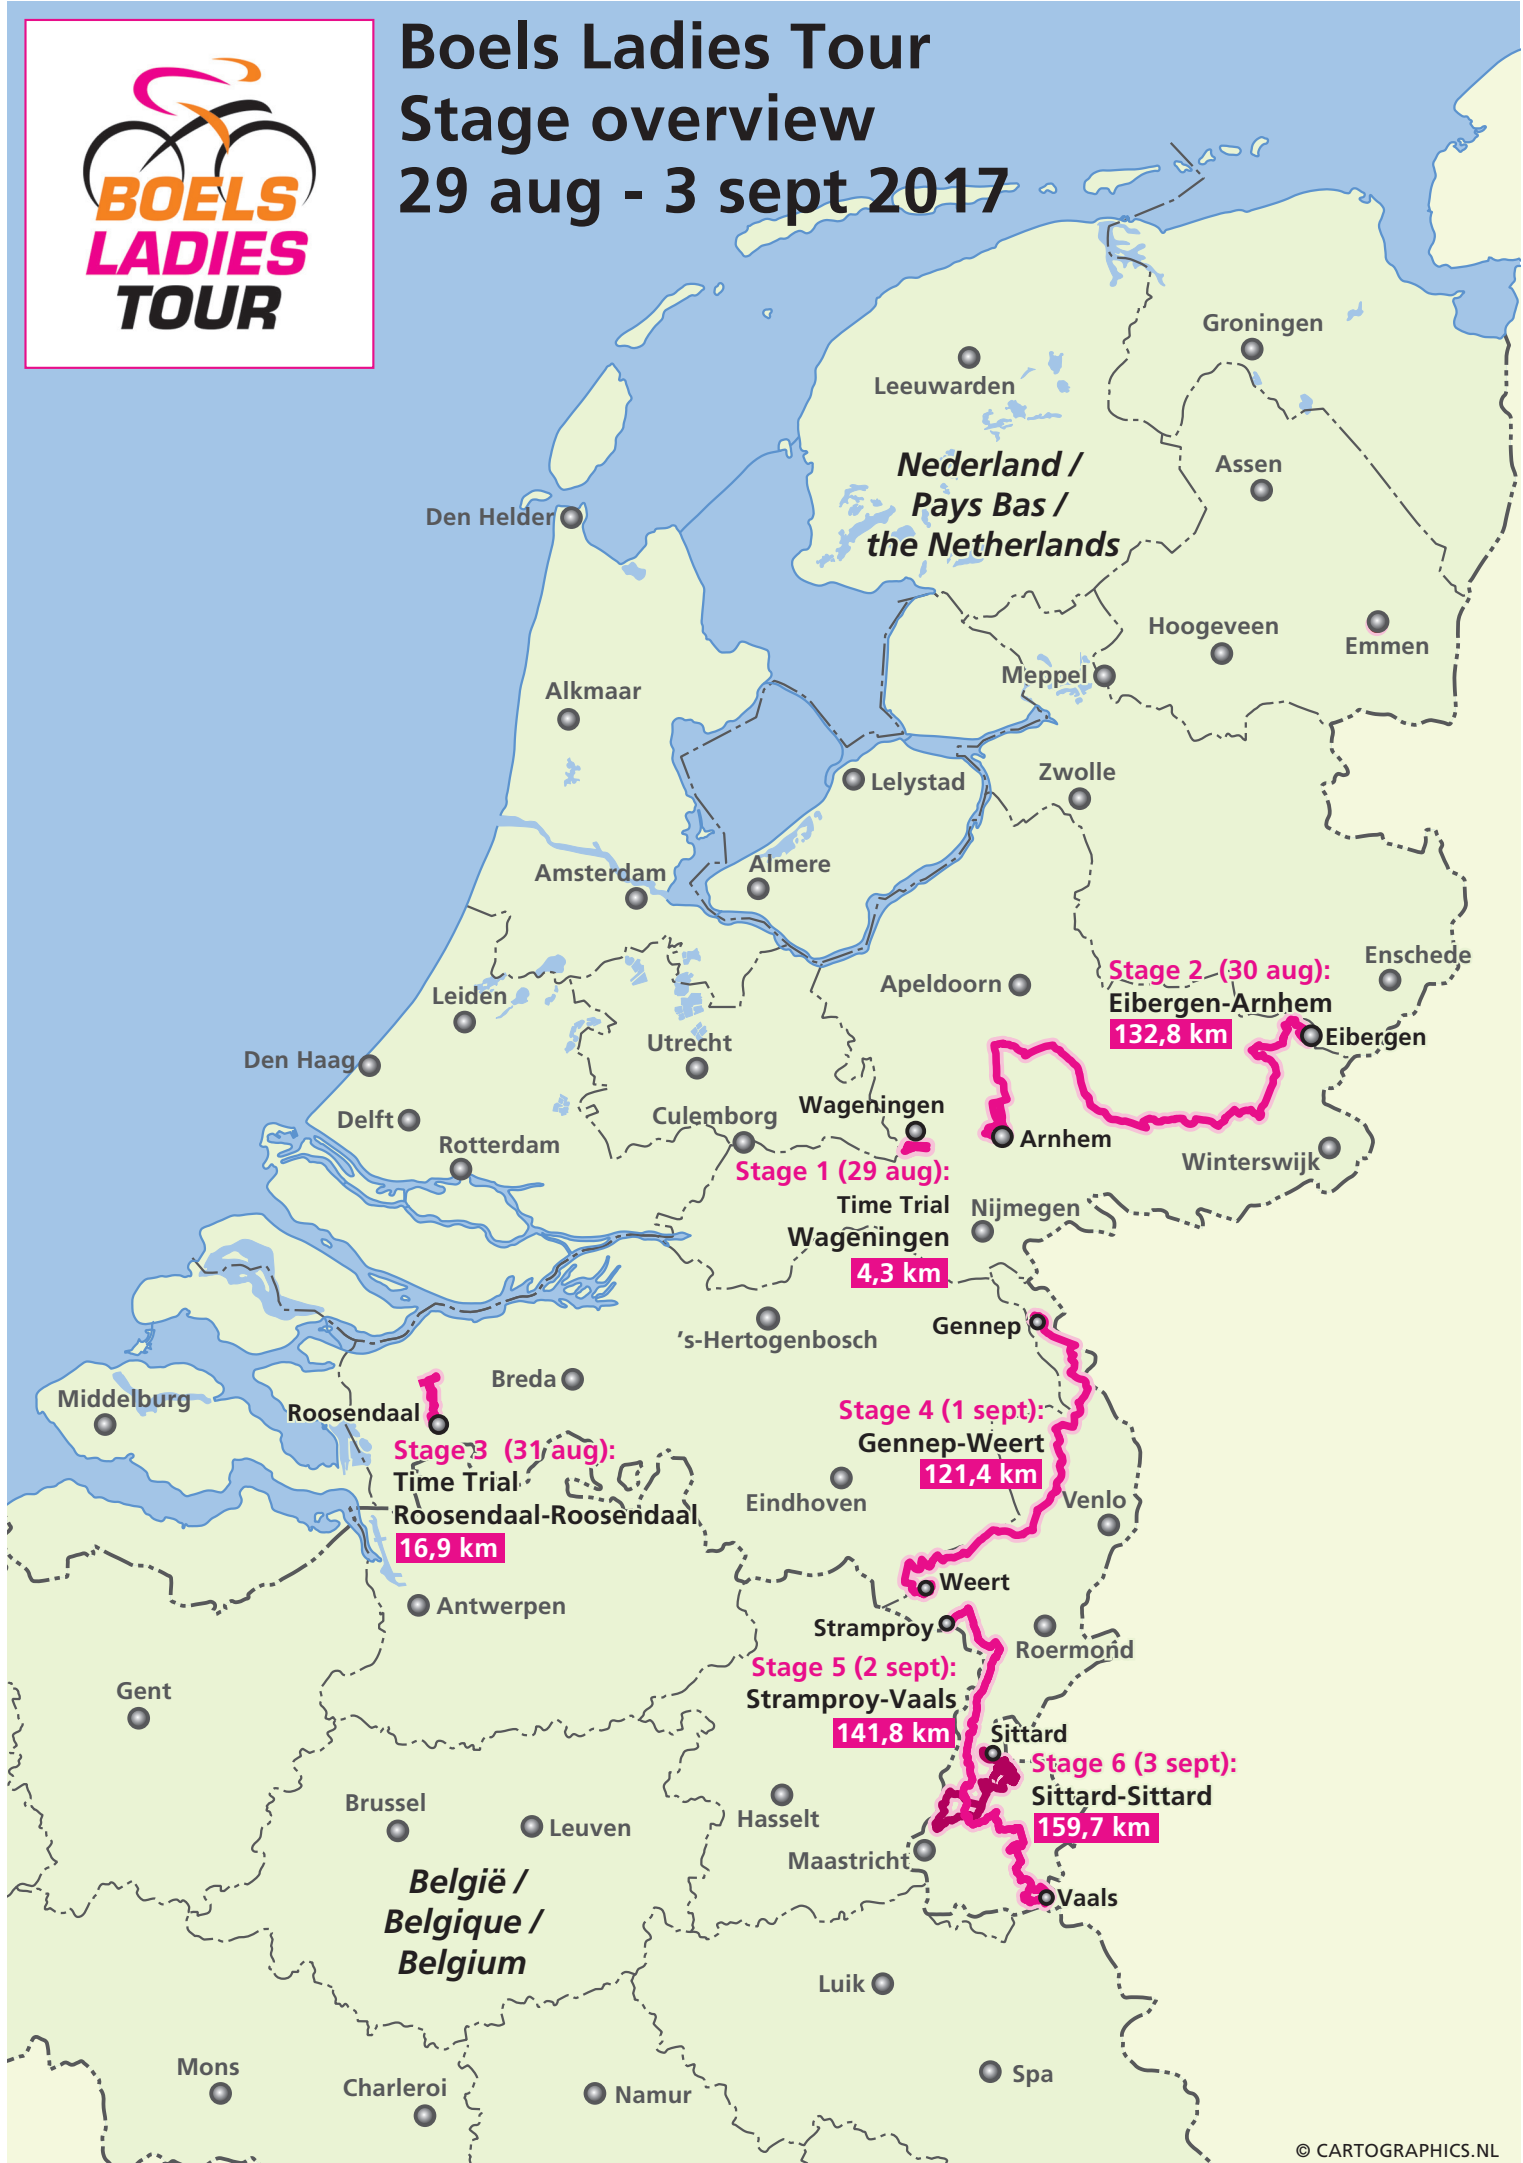 BOELS
LADIES
TOUR
Boels Ladies Tour
Stage overview
29 aug - 3 sept 2017
Groningen
Leeuwarden
Nederland /
Pays Bas /
the Netherlands
Assen
Den Helder
Hoogeveen
Emmen
Meppel
Alkmaar
Lelystad
Zwolle
Almere
Amsterdam
Enschede
Apeldoorn
Stage 2 (30 aug):
Eibergen-Arnhem
132,8 km
Eibergen
Leiden
Utrecht
Den Haag
Delft
Culemborg
Wageningen
Rotterdam
Arnhem
Winterswijk
Stage 1 (29 aug):
Time Trial
Wageningen
4,3 km
Nijmegen
Gennep
's-Hertogenbosch
Breda
Middelburg
Roosendaal
Stage 3 (31 aug):
Time Trial
Roosendaal-Roosendaal
16,9 km
Stage 4 (1 sept):
Gennep-Weert
121,4 km
Eindhoven
Venlo
Weert
Antwerpen
Stramproy
Roermond
Stage 5 (2 sept):
Stramproy-Vaals
141,8 km
Gent
Sittard
Stage 6 (3 sept):
Sittard-Sittard
159,7 km
Brussel
Leuven
Hasselt
Maastricht
Vaals
België /
Belgique /
Belgium
Luik
Mons
Charleroi
Namur
Spa
© CARTOGRAPHICS.NL